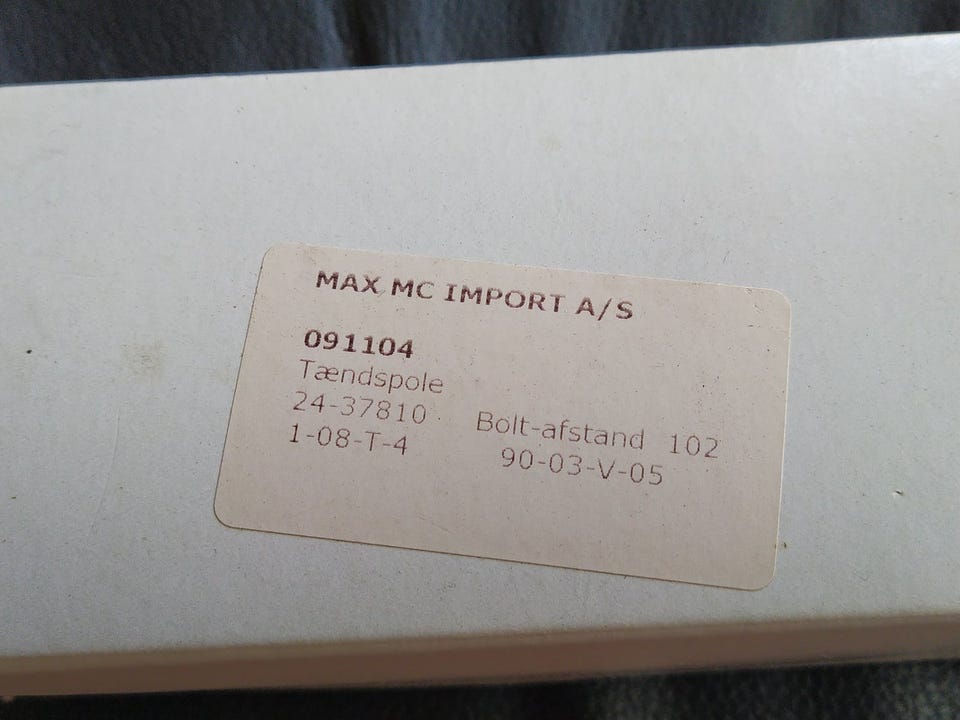 MAX MC IMPORT A/S
091104
Tændspole
24-37810 Bolt-afstand 102
1-08-T-4 90-03-V-05